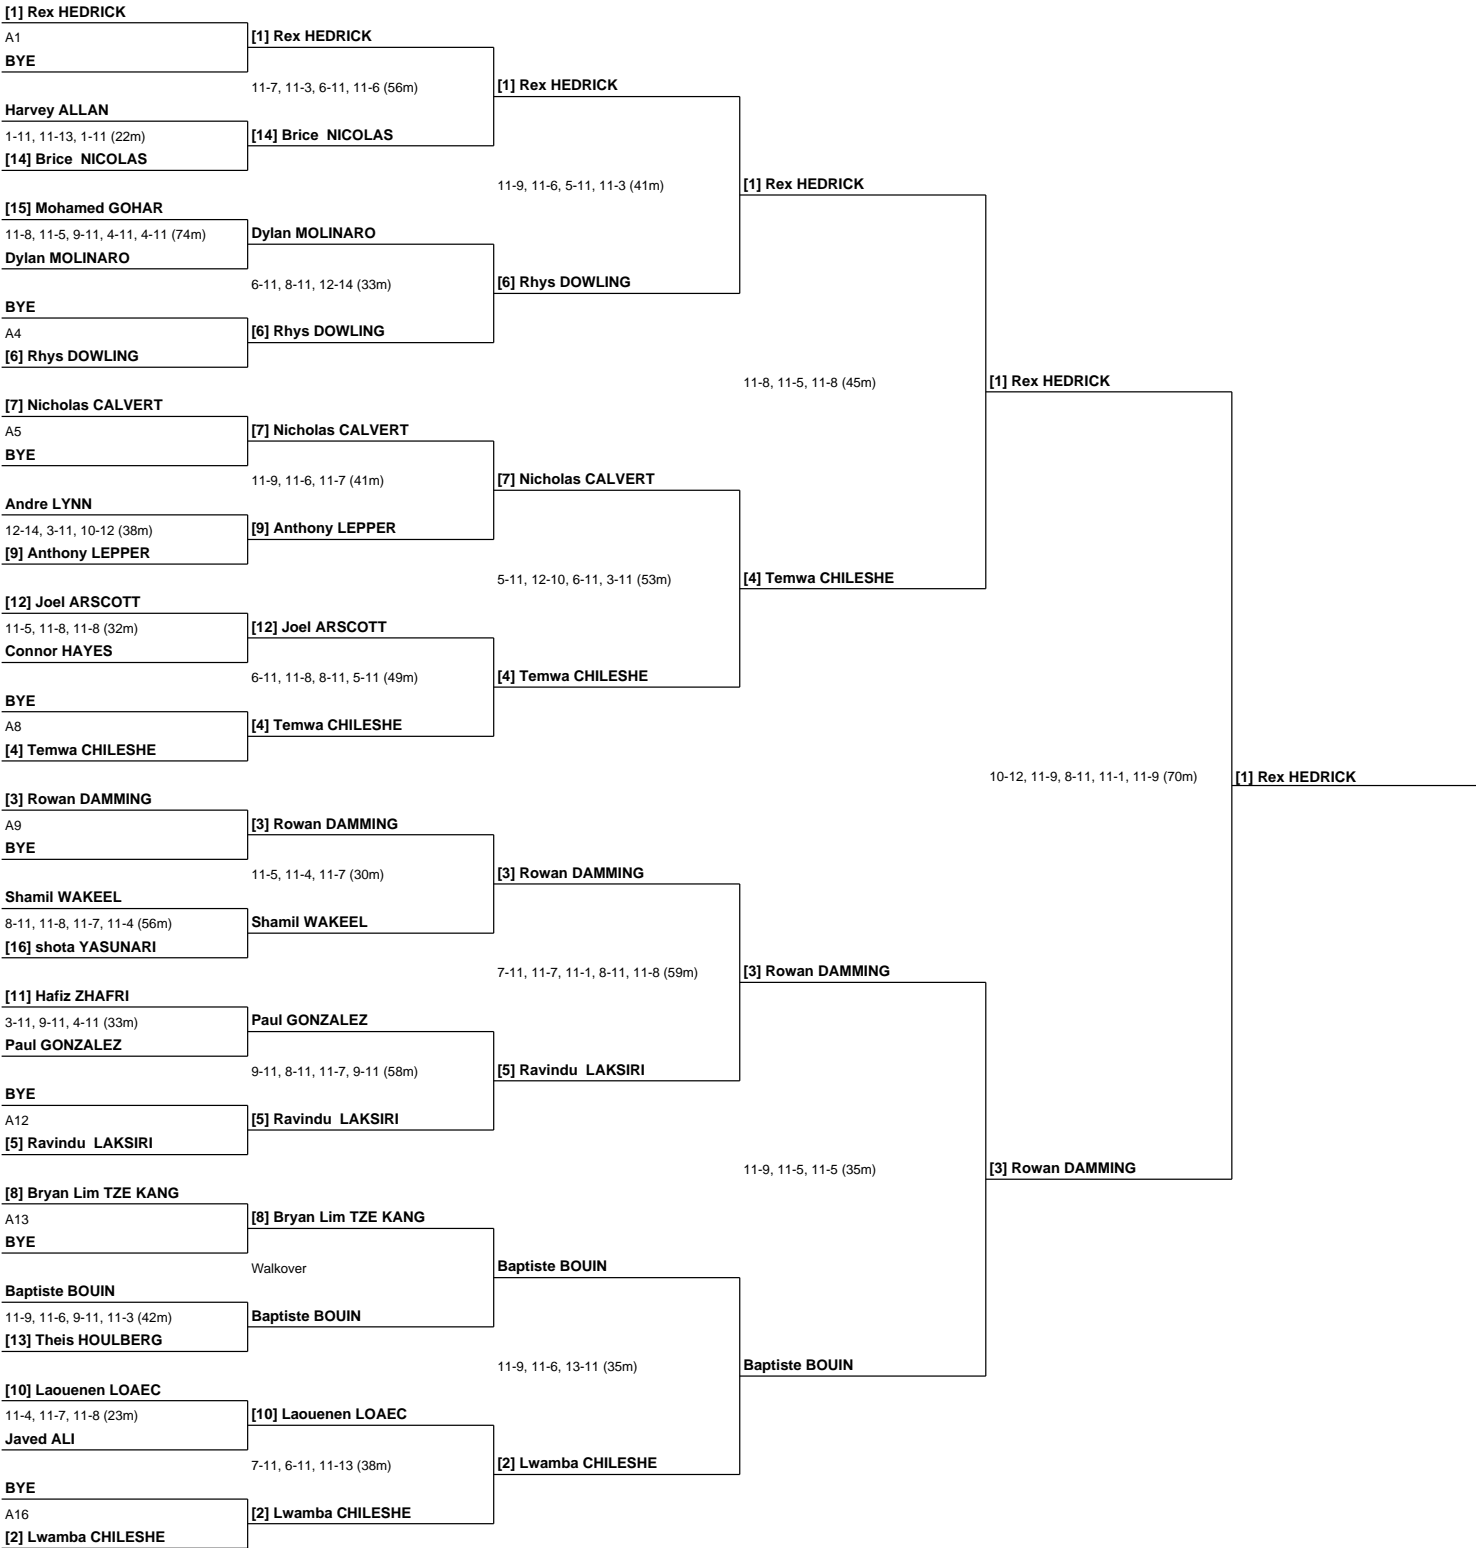 [1] Rex HEDRICK
A1
BYE
Harvey ALLAN
1-11, 11-13, 1-11 (22m)
[14] Brice  NICOLAS
[15] Mohamed GOHAR
11-8, 11-5, 9-11, 4-11, 4-11 (74m)
Dylan MOLINARO
BYE
A4
[6] Rhys DOWLING
[7] Nicholas CALVERT
A5
BYE
Andre LYNN
12-14, 3-11, 10-12 (38m)
[9] Anthony LEPPER
[12] Joel ARSCOTT
11-5, 11-8, 11-8 (32m)
Connor HAYES
BYE
A8
[4] Temwa CHILESHE
[3] Rowan DAMMING
A9
BYE
Shamil WAKEEL
8-11, 11-8, 11-7, 11-4 (56m)
[16] shota YASUNARI
[11] Hafiz ZHAFRI
3-11, 9-11, 4-11 (33m)
Paul GONZALEZ
BYE
A12
[5] Ravindu  LAKSIRI
[8] Bryan Lim TZE KANG
A13
BYE
Baptiste BOUIN
11-9, 11-6, 9-11, 11-3 (42m)
[13] Theis HOULBERG
[10] Laouenen LOAEC
11-4, 11-7, 11-8 (23m)
Javed ALI
BYE
A16
[2] Lwamba CHILESHE
[1] Rex HEDRICK
11-7, 11-3, 6-11, 11-6 (56m)
[14] Brice  NICOLAS
Dylan MOLINARO
6-11, 8-11, 12-14 (33m)
[6] Rhys DOWLING
[7] Nicholas CALVERT
11-9, 11-6, 11-7 (41m)
[9] Anthony LEPPER
[12] Joel ARSCOTT
6-11, 11-8, 8-11, 5-11 (49m)
[4] Temwa CHILESHE
[3] Rowan DAMMING
11-5, 11-4, 11-7 (30m)
Shamil WAKEEL
Paul GONZALEZ
9-11, 8-11, 11-7, 9-11 (58m)
[5] Ravindu  LAKSIRI
[8] Bryan Lim TZE KANG
Walkover
Baptiste BOUIN
[10] Laouenen LOAEC
7-11, 6-11, 11-13 (38m)
[2] Lwamba CHILESHE
[1] Rex HEDRICK
11-9, 11-6, 5-11, 11-3 (41m)
[6] Rhys DOWLING
[7] Nicholas CALVERT
5-11, 12-10, 6-11, 3-11 (53m)
[4] Temwa CHILESHE
[3] Rowan DAMMING
7-11, 11-7, 11-1, 8-11, 11-8 (59m)
[5] Ravindu  LAKSIRI
Baptiste BOUIN
11-9, 11-6, 13-11 (35m)
[2] Lwamba CHILESHE
[1] Rex HEDRICK
11-8, 11-5, 11-8 (45m)
[4] Temwa CHILESHE
[3] Rowan DAMMING
11-9, 11-5, 11-5 (35m)
Baptiste BOUIN
[1] Rex HEDRICK
10-12, 11-9, 8-11, 11-1, 11-9 (70m)
[3] Rowan DAMMING
[1] Rex HEDRICK